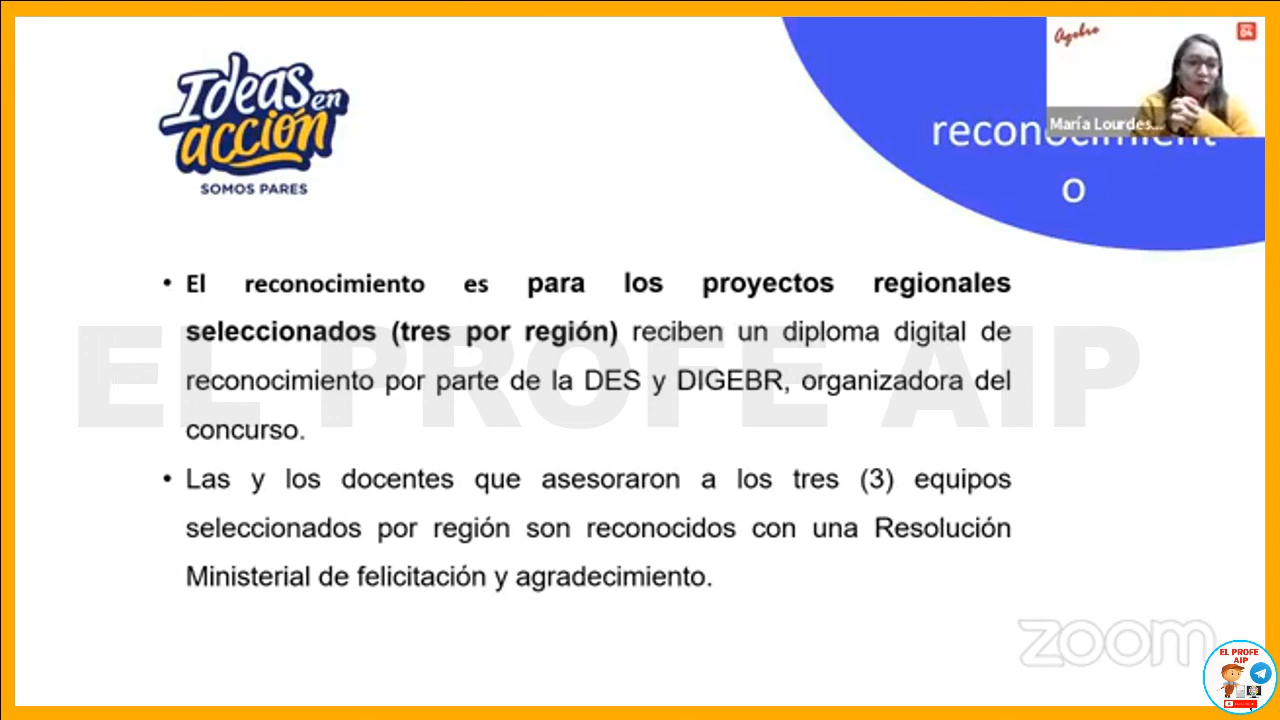 Ideas en
acción
SOMOS PARES
Agebre
UGEL
04
María Lourdes...
reconocimient
o
• El reconocimiento es para los proyectos regionales
seleccionados (tres por región) reciben un diploma digital de
reconocimiento por parte de la DES y DIGEBR, organizadora del
concurso.
• Las y los docentes que asesoraron a los tres (3) equipos
seleccionados por región son reconocidos con una Resolución
Ministerial de felicitación y agradecimiento.
EL PROFE AIP
zoom
EL PROFE
AIP